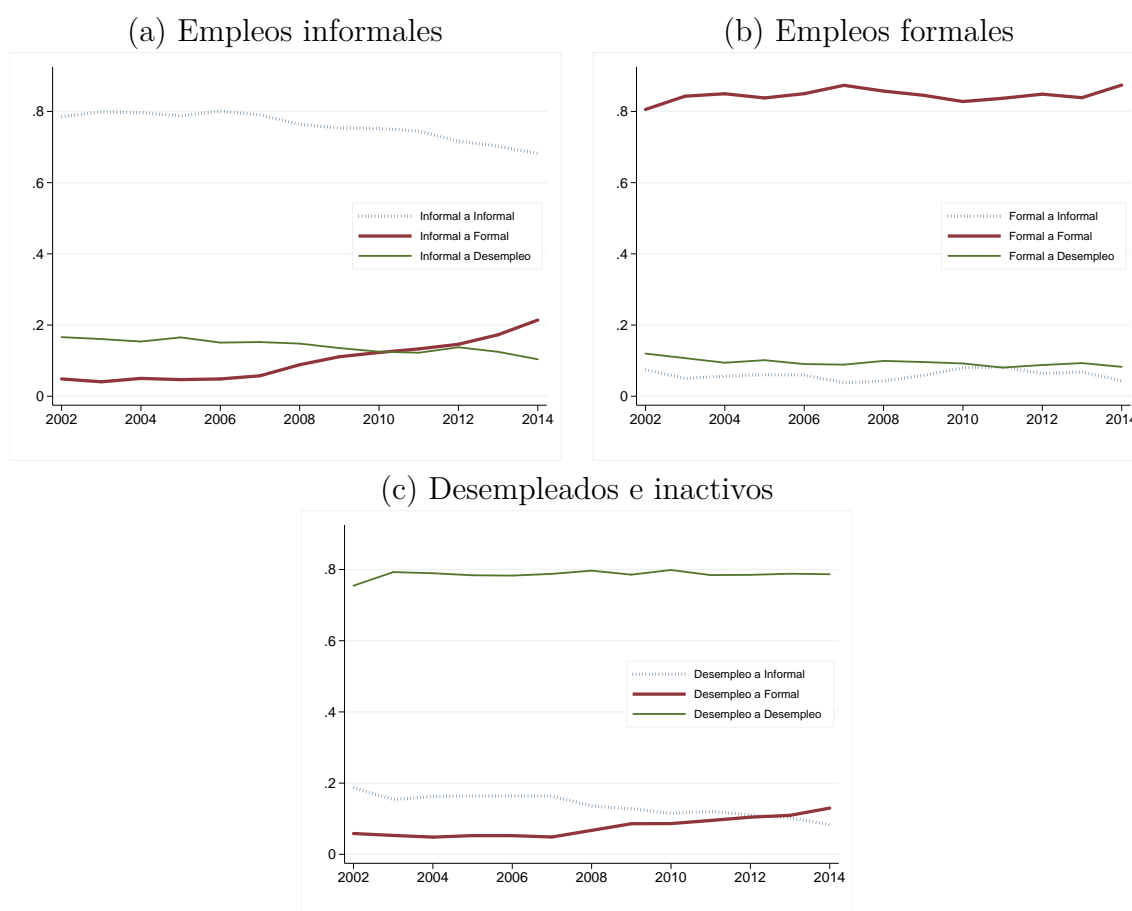 (a) Empleos informales
.8
.6
.4
.2
0
2002 2004 2006 2008 2010 2012 2014
Informal a Informal
Informal a Formal
Informal a Desempleo
(b) Empleos formales
.8
.6
.4
.2
0
2002 2004 2006 2008 2010 2012 2014
Formal a Informal
Formal a Formal
Formal a Desempleo
(c) Desempleados e inactivos
.8
.6
.4
.2
0
2002 2004 2006 2008 2010 2012 2014
Desempleo a Informal
Desempleo a Formal
Desempleo a Desempleo